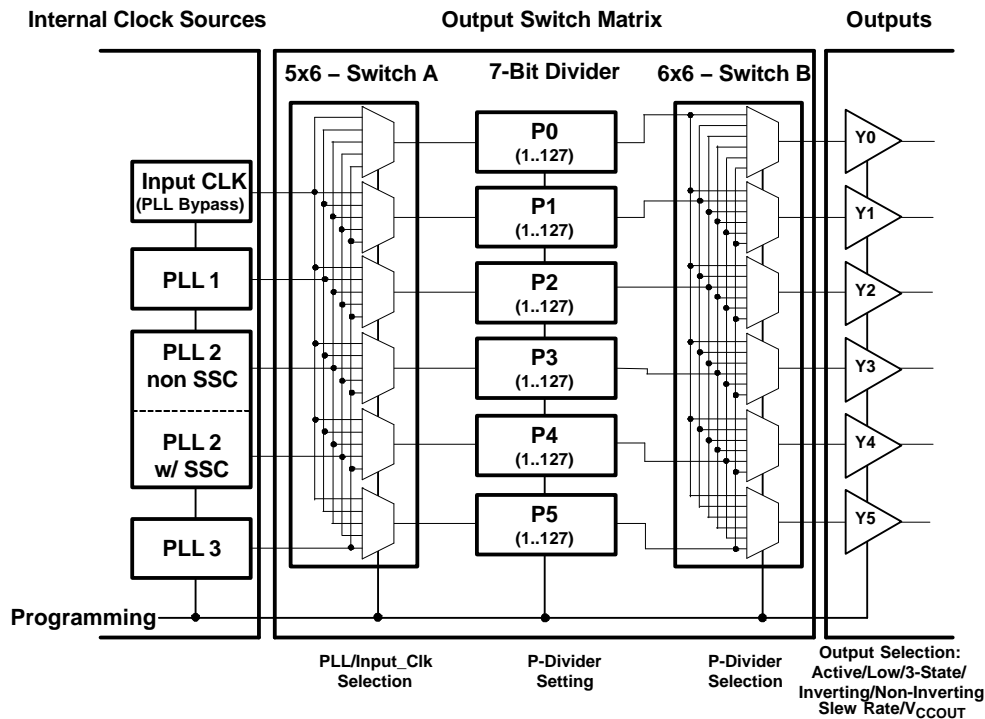 Internal Clock Sources
Output Switch Matrix
Outputs
5x6 – Switch A
7-Bit Divider
6x6 – Switch B
Input CLK
(PLL Bypass)
PLL 1
PLL 2
non SSC
PLL 2
w/ SSC
PLL 3
P0
(1..127)
P1
(1..127)
P2
(1..127)
P3
(1..127)
P4
(1..127)
P5
(1..127)
Y0
Y1
Y2
Y3
Y4
Y5
Programming
PLL/Input_Clk
Selection
P-Divider
Setting
P-Divider
Selection
Output Selection:
Active/Low/3-State/
Inverting/Non-Inverting
Slew Rate/VCCOUT